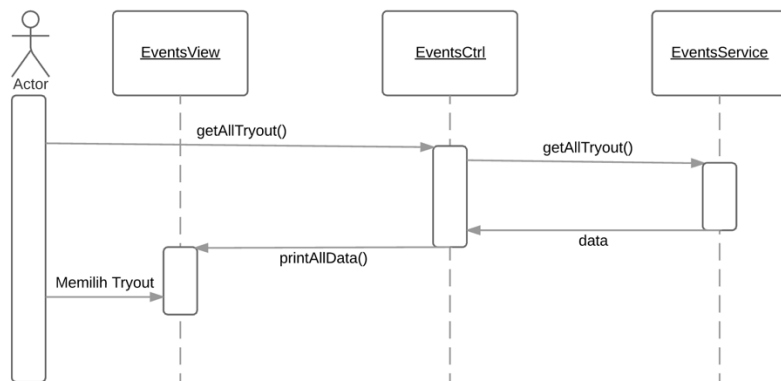 EventsView
EventsCtrl
EventsService
Actor
getAllTryout()
getAllTryout()
data
printAllData()
Memilih Tryout